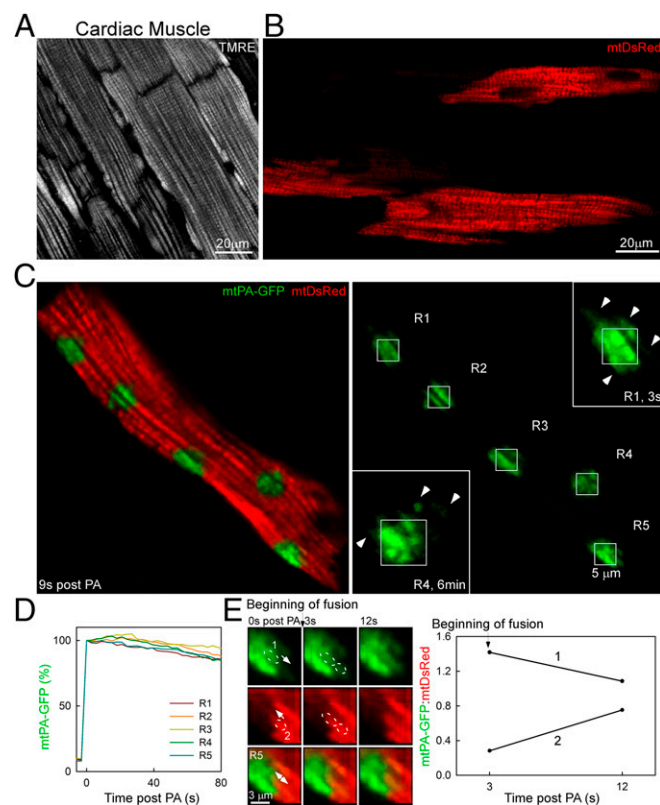 A
Cardiac Muscle
TMRE
20μm
B
mtDsRed
20μm
C
mtPA-GFP mtDsRed
9s post PA
R1
R2
R3
R4
R5
5 μm
R1, 3s
R4, 6min
D
mtPA-GFP (%)
100
50
0
0
40
80
Time post PA (s)
R1
R2
R3
R4
R5
E
Beginning of fusion
0s post PA
3s
12s
1
2
R5
3 μm
Beginning of fusion
mtPA-GFP:mtDsRed
1.6
1.2
0.8
0.4
0.0
1
2
3
12
Time post PA (s)